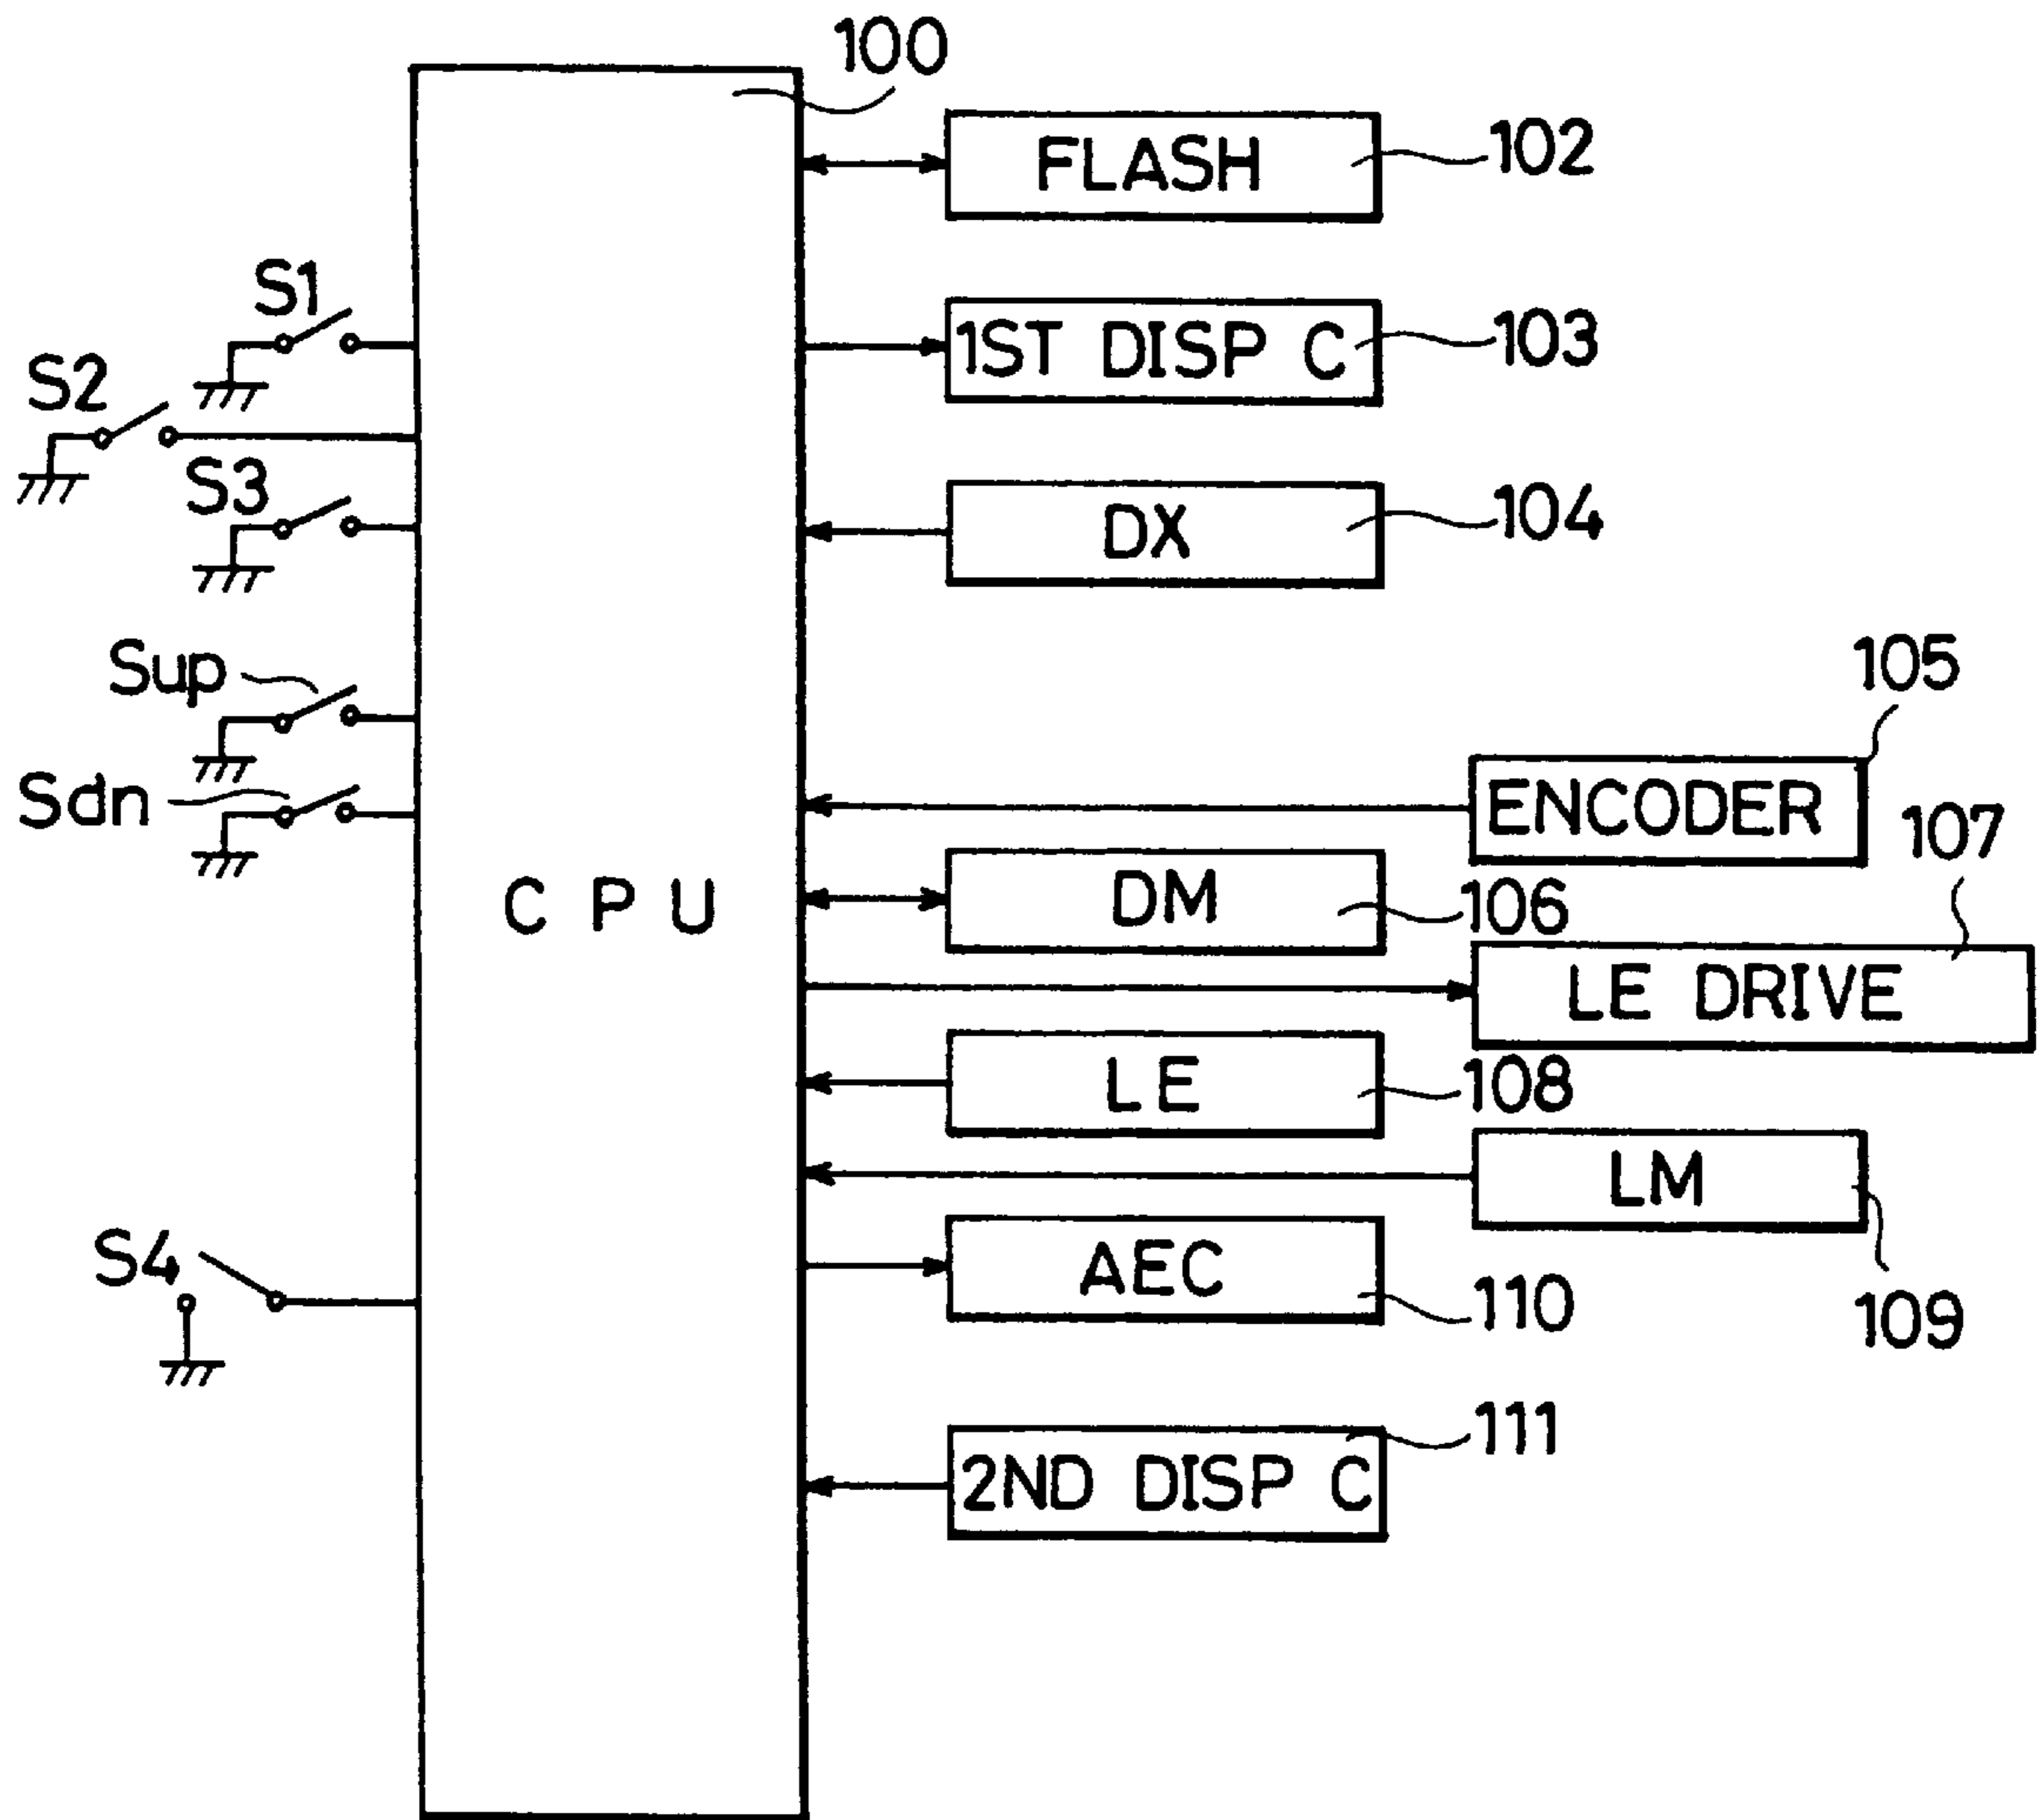 100
FLASH
102
S1
1ST DISP C
103
S2
S3
DX
104
Sup
105
Sdn
ENCODER
107
CPU
DM
106
LE DRIVE
LE
108
LM
S4
AEC
110
109
111
2ND DISP C